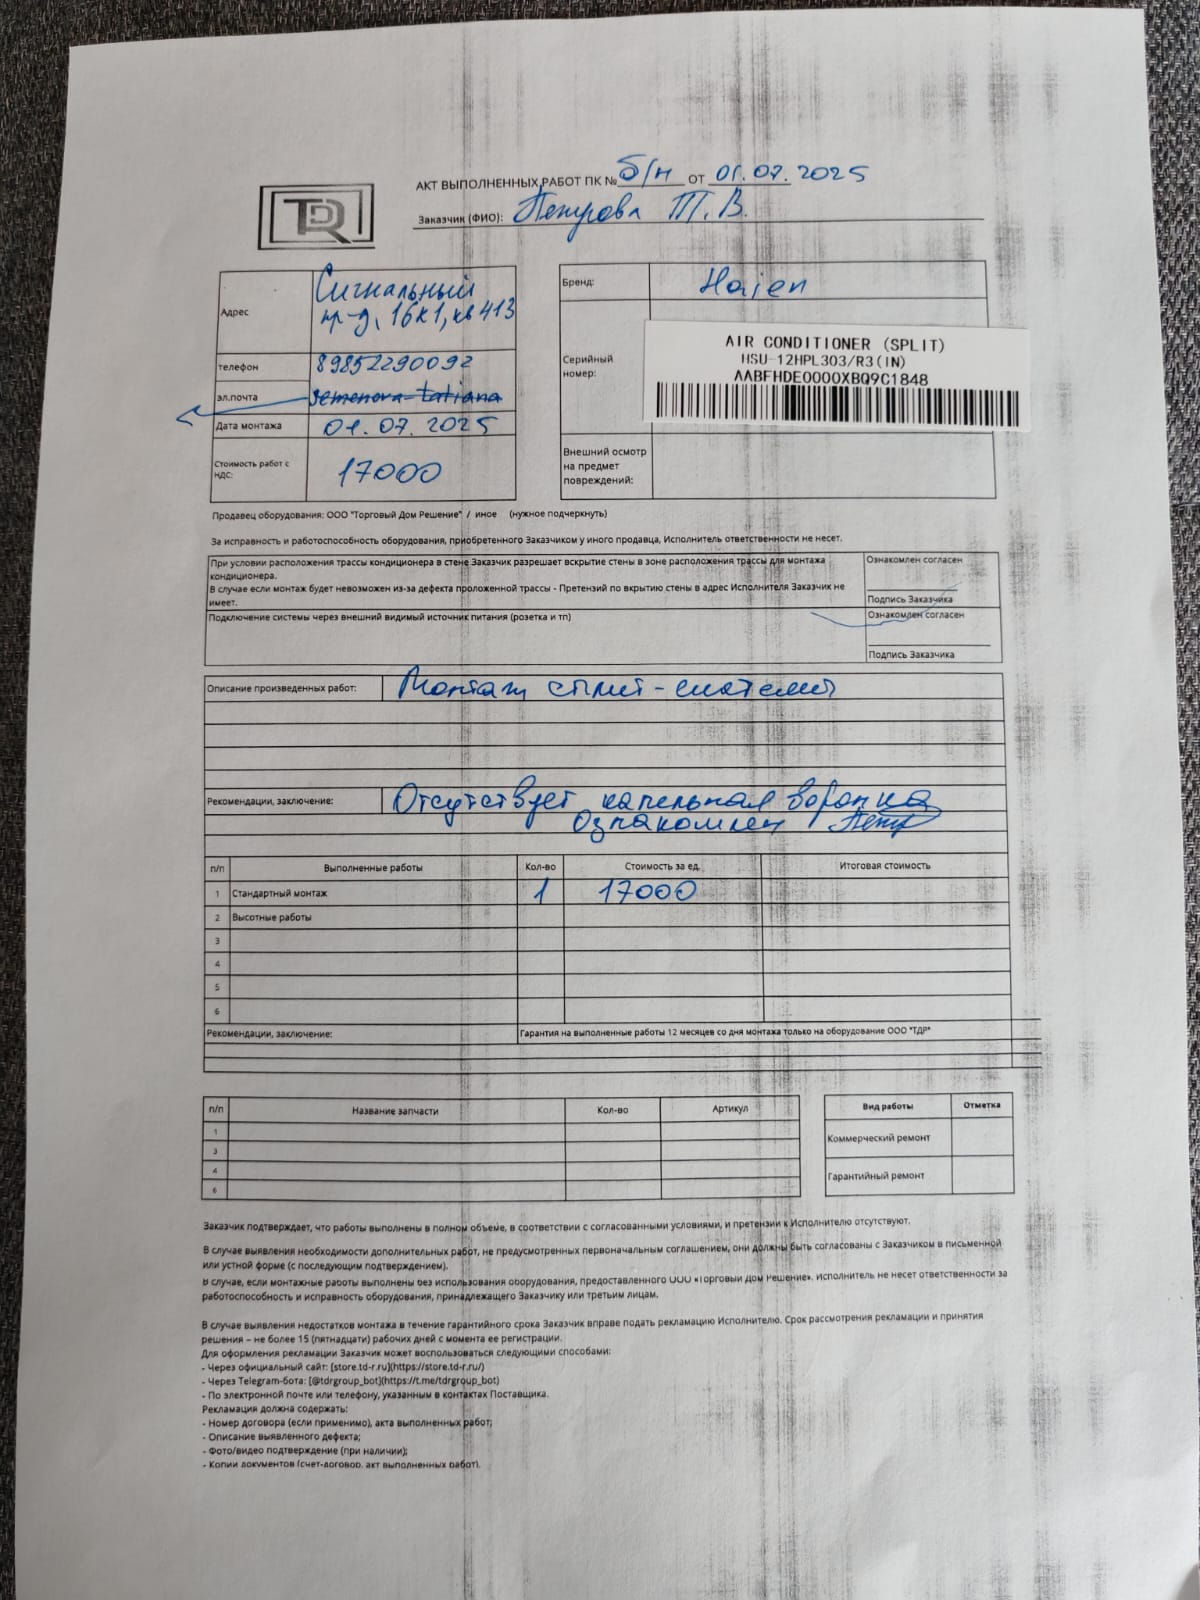 TDR
АКТ ВЫПОЛНЕННЫХ РАБОТ ПК № б/н от 01.07.2025
Заказчик (ФИО): Петрова Т.В.
Адрес Сигнальный пр-д, 16к1, кв 413
телефон 89852290092
эл.почта semenova-tatiana
Дата монтажа 01.07.2025
Стоимость работ с НДС: 17000
Бренд: Haier
Серийный номер:
AIR CONDITIONER (SPLIT)
HSU-12HPL303/R3(IN)
AABFHDE0000XBQ9C1848
Внешний осмотр на предмет повреждений:
Продавец оборудования: ООО "Торговый Дом Решение" / иное (нужное подчеркнуть)
За исправность и работоспособность оборудования, приобретенного Заказчиком у иного продавца, Исполнитель ответственности не несет.
При условии расположения трассы кондиционера в стене Заказчик разрешает вскрытие стены в зоне расположения трассы для монтажа
кондиционера.
В случае если монтаж будет невозможен из-за дефекта проложенной трассы - Претензий по вкрытию стены в адрес Исполнителя Заказчик не
имеет.
Ознакомлен согласен
Подпись Заказчика
Подключение системы через внешний видимый источник питания (розетка и тп)
Ознакомлен согласен
Подпись Заказчика
Описание произведенных работ: Монтаж сплит-системы
Рекомендации, заключение: Отсутствует капельная воронка
Ознакомлен Петр
п/п Выполненные работы Кол-во Стоимость за ед. Итоговая стоимость
1 Стандартный монтаж 1 17000
2 Высотные работы
3
4
5
6
Рекомендации, заключение: Гарантия на выполненные работы 12 месяцев со дня монтажа только на оборудование ООО "ТДР"
п/п Название запчасти Кол-во Артикул
1
3
4
6
Вид работы Отметка
Коммерческий ремонт
Гарантийный ремонт
Заказчик подтверждает, что работы выполнены в полном объеме, в соответствии с согласованными условиями, и претензии к Исполнителю отсутствуют.
В случае выявления необходимости дополнительных работ, не предусмотренных первоначальным соглашением, они должны быть согласованы с Заказчиком в письменной
или устной форме (с последующим подтверждением).
В случае, если монтажные работы выполнены без использования оборудования, предоставленного ООО «Торговый Дом Решение», Исполнитель не несет ответственности за
работоспособность и исправность оборудования, принадлежащего Заказчику или третьим лицам.
В случае выявления недостатков монтажа в течение гарантийного срока Заказчик вправе подать рекламацию Исполнителю. Срок рассмотрения рекламации и принятия
решения – не более 15 (пятнадцати) рабочих дней с момента ее регистрации.
Для оформления рекламации Заказчик может воспользоваться следующими способами:
- Через официальный сайт: [store.td-r.ru](https://store.td-r.ru/)
- Через Telegram-бота: [@tdrgroup_bot](https://t.me/tdrgroup_bot)
- По электронной почте или телефону, указанным в контактах Поставщика.
Рекламация должна содержать:
- Номер договора (если применимо), акта выполненных работ;
- Описание выявленного дефекта;
- Фото/видео подтверждение (при наличии);
- Копии документов (счет-договор, акт выполненных работ).